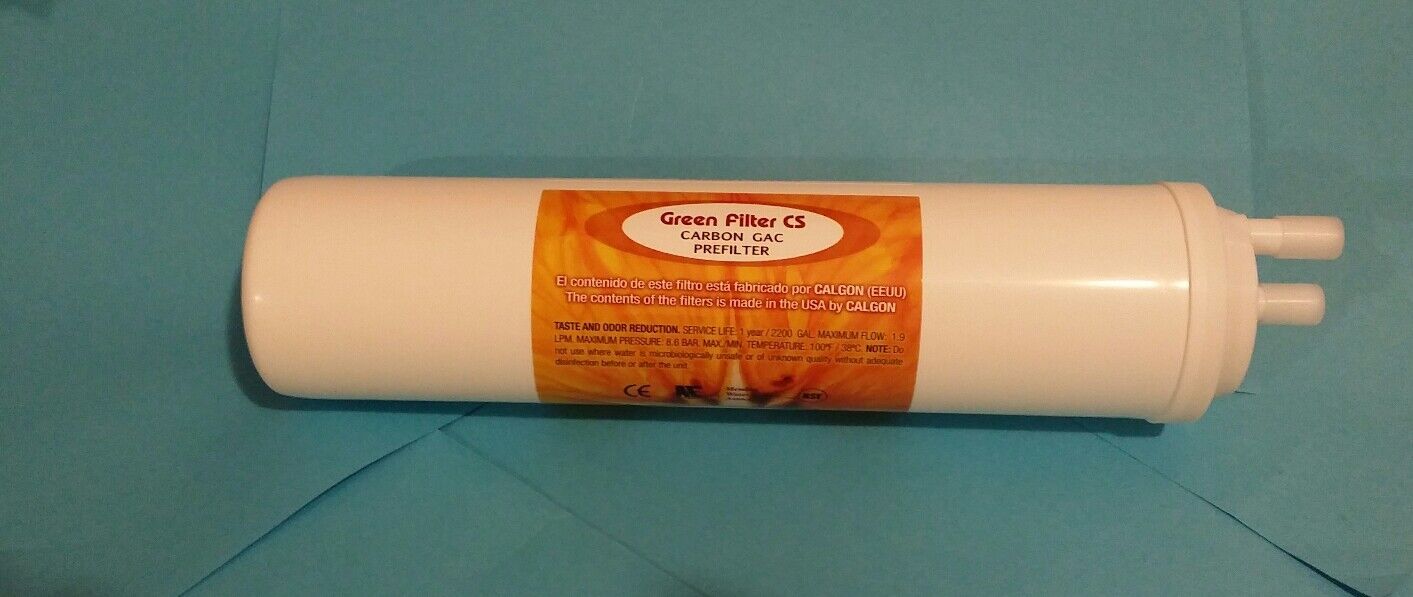 Green Filter CS
CARBON GAC
PREFILTER
El contenido de este filtro está fabricado por CALGON (EEUU)
The contents of the filters is made in the USA by CALGON
TASTE AND ODOR REDUCTION. SERVICE LIFE: 1 year / 2200 GAL. MAXIMUM FLOW: 1.9
LPM. MAXIMUM PRESSURE: 8.6 BAR. MAX./MIN. TEMPERATURE: 100ºF / 38ºC. NOTE: Do
not use where water is microbiologically unsafe or of unknown quality without adequate
disinfection before or after the unit.
CE
NSF